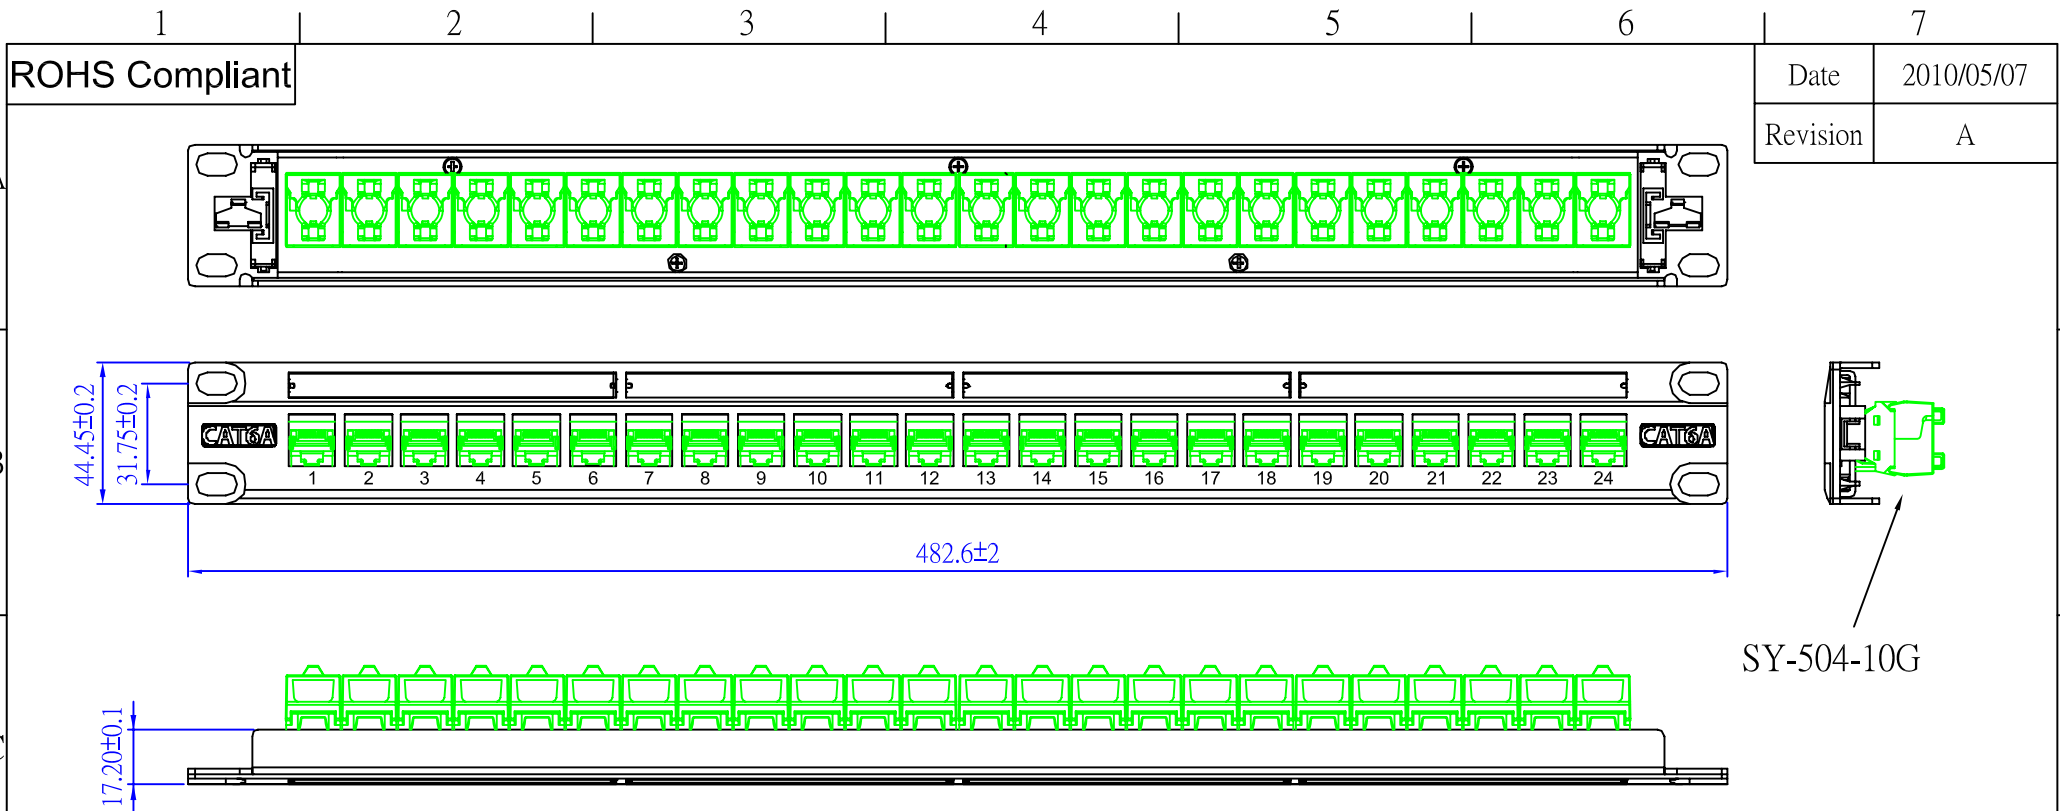 1 2 3 4 5 6 7
ROHS Compliant
Date 2010/05/07
Revision A
44.45±0.2
31.75±0.2
CAT6A CAT6A
1 2 3 4 5 6 7 8 9 10 11 12 13 14 15 16 17 18 19 20 21 22 23 24
482.6±2
SY-504-10G
17.20±0.1